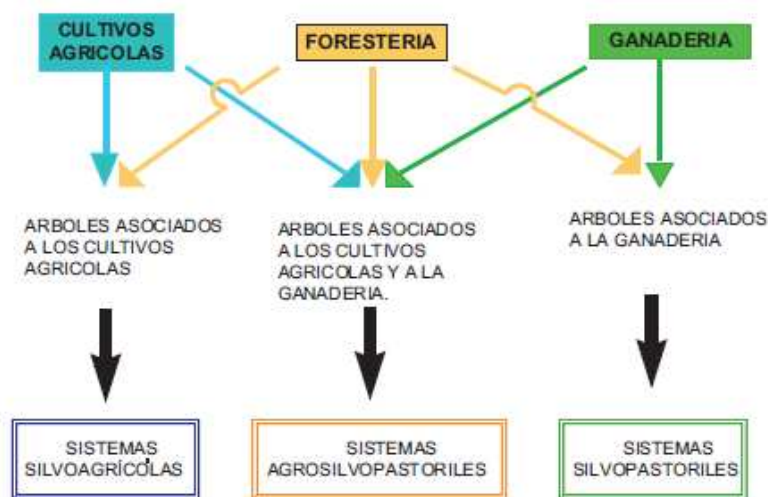 CULTIVOS
AGRICOLAS
FORESTERIA
GANADERIA
ARBOLES ASOCIADOS
A LOS CULTIVOS
AGRICOLAS
ARBOLES ASOCIADOS
A LOS CULTIVOS
AGRICOLAS Y A LA
GANADERIA.
ARBOLES ASOCIADOS
A LA GANADERIA
SISTEMAS
SILVOAGRÍCOLAS
SISTEMAS
AGROSILVOPASTORILES
SISTEMAS
SILVOPASTORILES